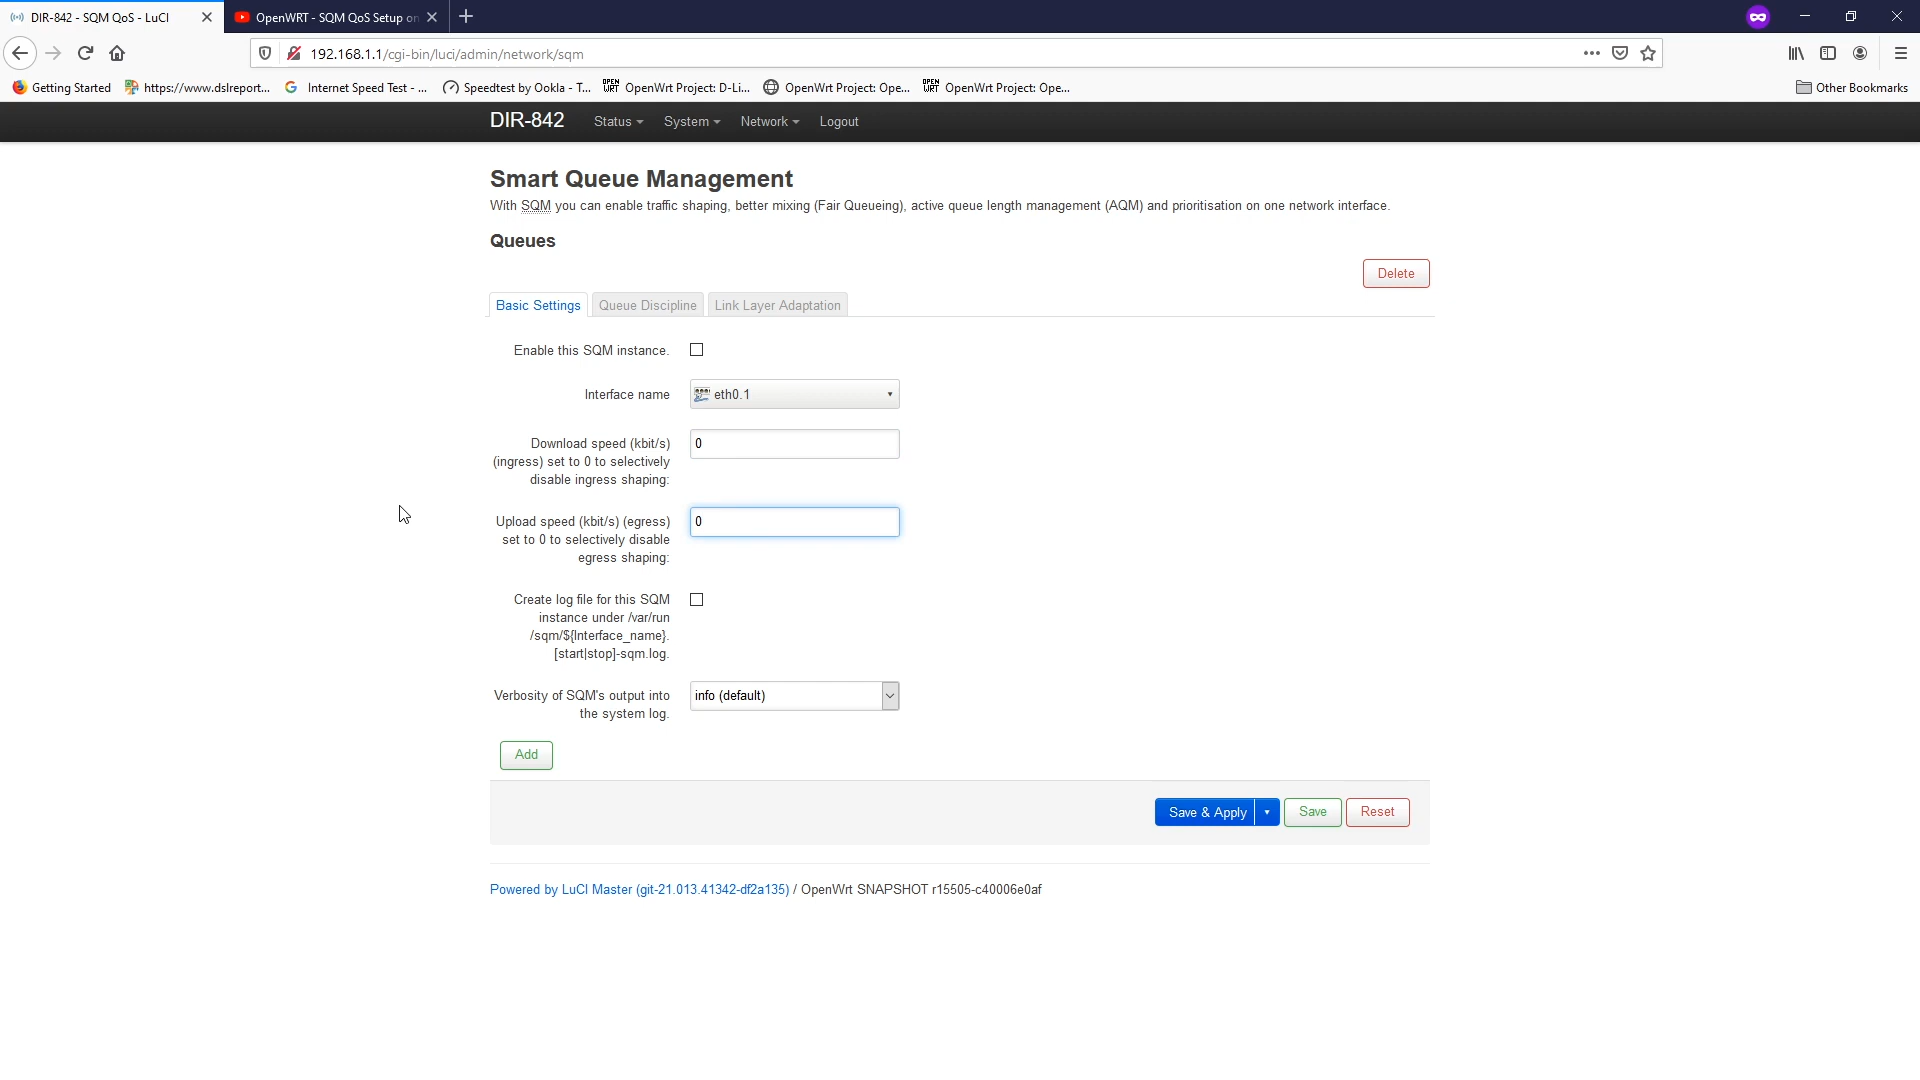 DIR-842 - SQM QoS - LuCI
OpenWRT - SQM QoS Setup on
192.168.1.1/cgi-bin/luci/admin/network/sqm
Getting Started
https://www.dslreport...
Internet Speed Test - ...
Speedtest by Ookla - T...
OPEN
WRT
OpenWrt Project: D-Li...
OpenWrt Project: Ope...
OPEN
WRT
OpenWrt Project: Ope...
Other Bookmarks
DIR-842
Status
System
Network
Logout
Smart Queue Management
With SQM you can enable traffic shaping, better mixing (Fair Queueing), active queue length management (AQM) and prioritisation on one network interface.
Queues
Delete
Basic Settings
Queue Discipline
Link Layer Adaptation
Enable this SQM instance.
Interface name
eth0.1
Download speed (kbit/s)
(ingress) set to 0 to selectively
disable ingress shaping:
0
Upload speed (kbit/s) (egress)
set to 0 to selectively disable
egress shaping:
0
Create log file for this SQM
instance under /var/run
/sqm/${Interface_name}.
[start|stop]-sqm.log.
Verbosity of SQM's output into
the system log.
info (default)
Add
Save & Apply
Save
Reset
Powered by LuCI Master (git-21.013.41342-df2a135) / OpenWrt SNAPSHOT r15505-c40006e0af